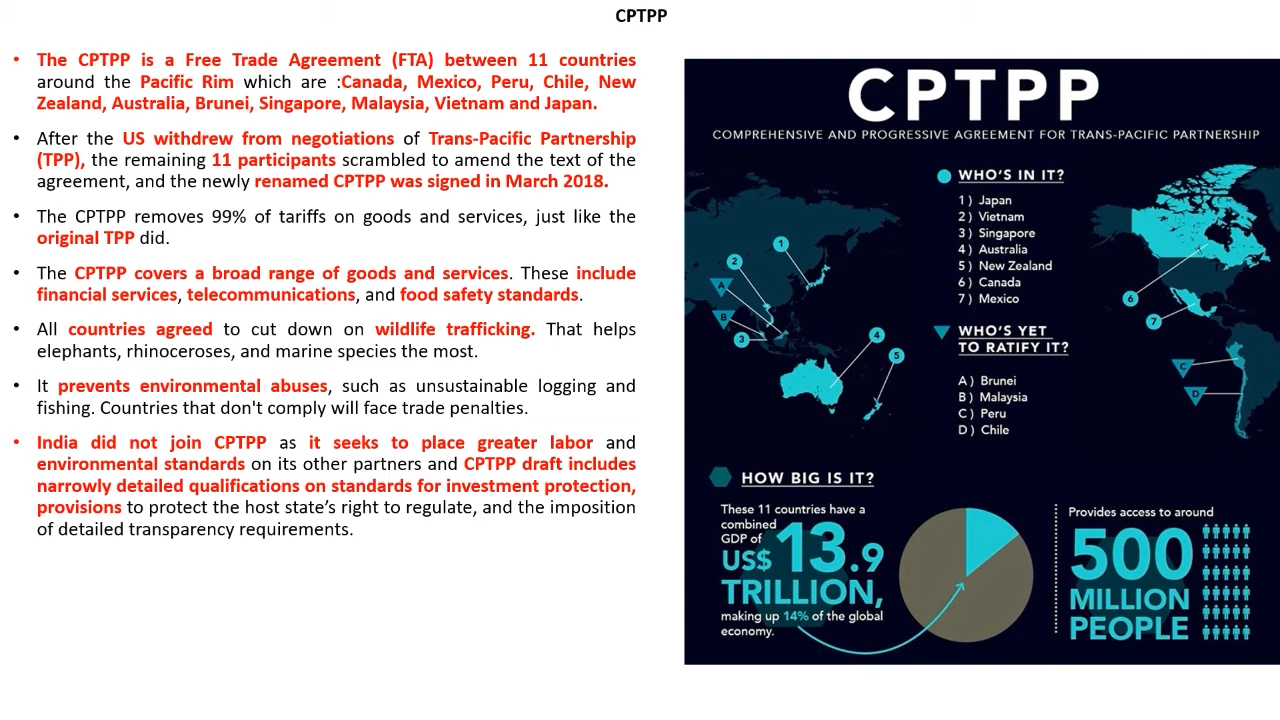 CPTPP
• The CPTPP is a Free Trade Agreement (FTA) between 11 countries
around the Pacific Rim which are :Canada, Mexico, Peru, Chile, New
Zealand, Australia, Brunei, Singapore, Malaysia, Vietnam and Japan.
• After the US withdrew from negotiations of Trans-Pacific Partnership
(TPP), the remaining 11 participants scrambled to amend the text of the
agreement, and the newly renamed CPTPP was signed in March 2018.
• The CPTPP removes 99% of tariffs on goods and services, just like the
original TPP did.
• The CPTPP covers a broad range of goods and services. These include
financial services, telecommunications, and food safety standards.
• All countries agreed to cut down on wildlife trafficking. That helps
elephants, rhinoceroses, and marine species the most.
• It prevents environmental abuses, such as unsustainable logging and
fishing. Countries that don't comply will face trade penalties.
• India did not join CPTPP as it seeks to place greater labor and
environmental standards on its other partners and CPTPP draft includes
narrowly detailed qualifications on standards for investment protection,
provisions to protect the host state’s right to regulate, and the imposition
of detailed transparency requirements.
CPTPP
COMPREHENSIVE AND PROGRESSIVE AGREEMENT FOR TRANS-PACIFIC PARTNERSHIP
WHO'S IN IT?
1) Japan
2) Vietnam
3) Singapore
4) Australia
5) New Zealand
6) Canada
7) Mexico
WHO'S YET
TO RATIFY IT?
A) Brunei
B) Malaysia
C) Peru
D) Chile
1
2
A
B
3
4
5
6
7
C
D
HOW BIG IS IT?
These 11 countries have a
combined
GDP of
US$ 13.9
TRILLION,
making up 14% of the global
economy.
Provides access to around
500
MILLION
PEOPLE